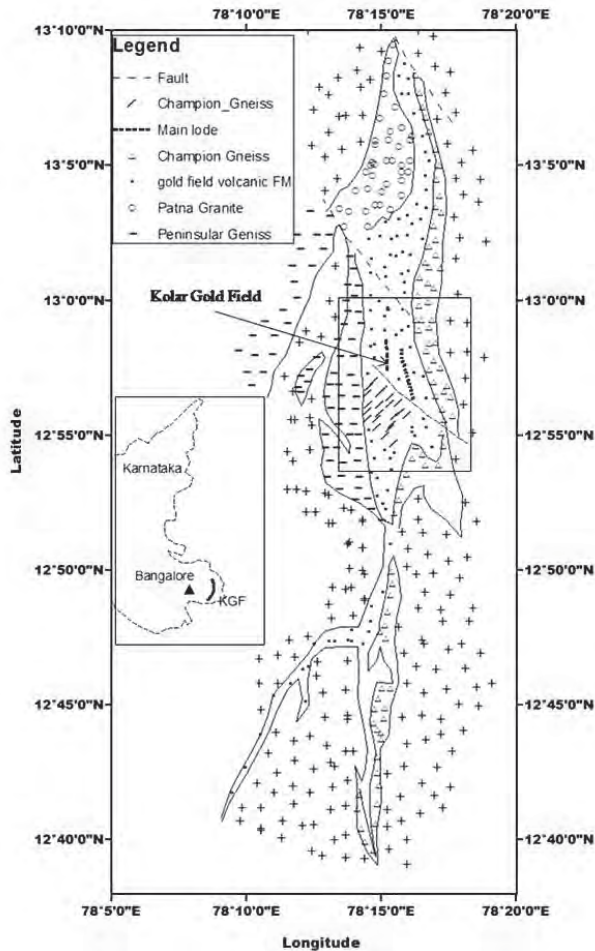 78°10'0"E 78°15'0"E 78°20'0"E
13°10'0"N
13°5'0"N
13°0'0"N
12°55'0"N
12°50'0"N
12°45'0"N
12°40'0"N
Latitude
Legend
Fault
Champion_Gneiss
Main lode
Champion Gneiss
gold field volcanic FM
Patna Granite
Peninsular Geniss
Kolar Gold Field
Karnataka
Bangalore
KGF
13°10'0"N
13°5'0"N
13°0'0"N
12°55'0"N
12°50'0"N
12°45'0"N
12°40'0"N
78°5'0"E 78°10'0"E 78°15'0"E 78°20'0"E
Longitude